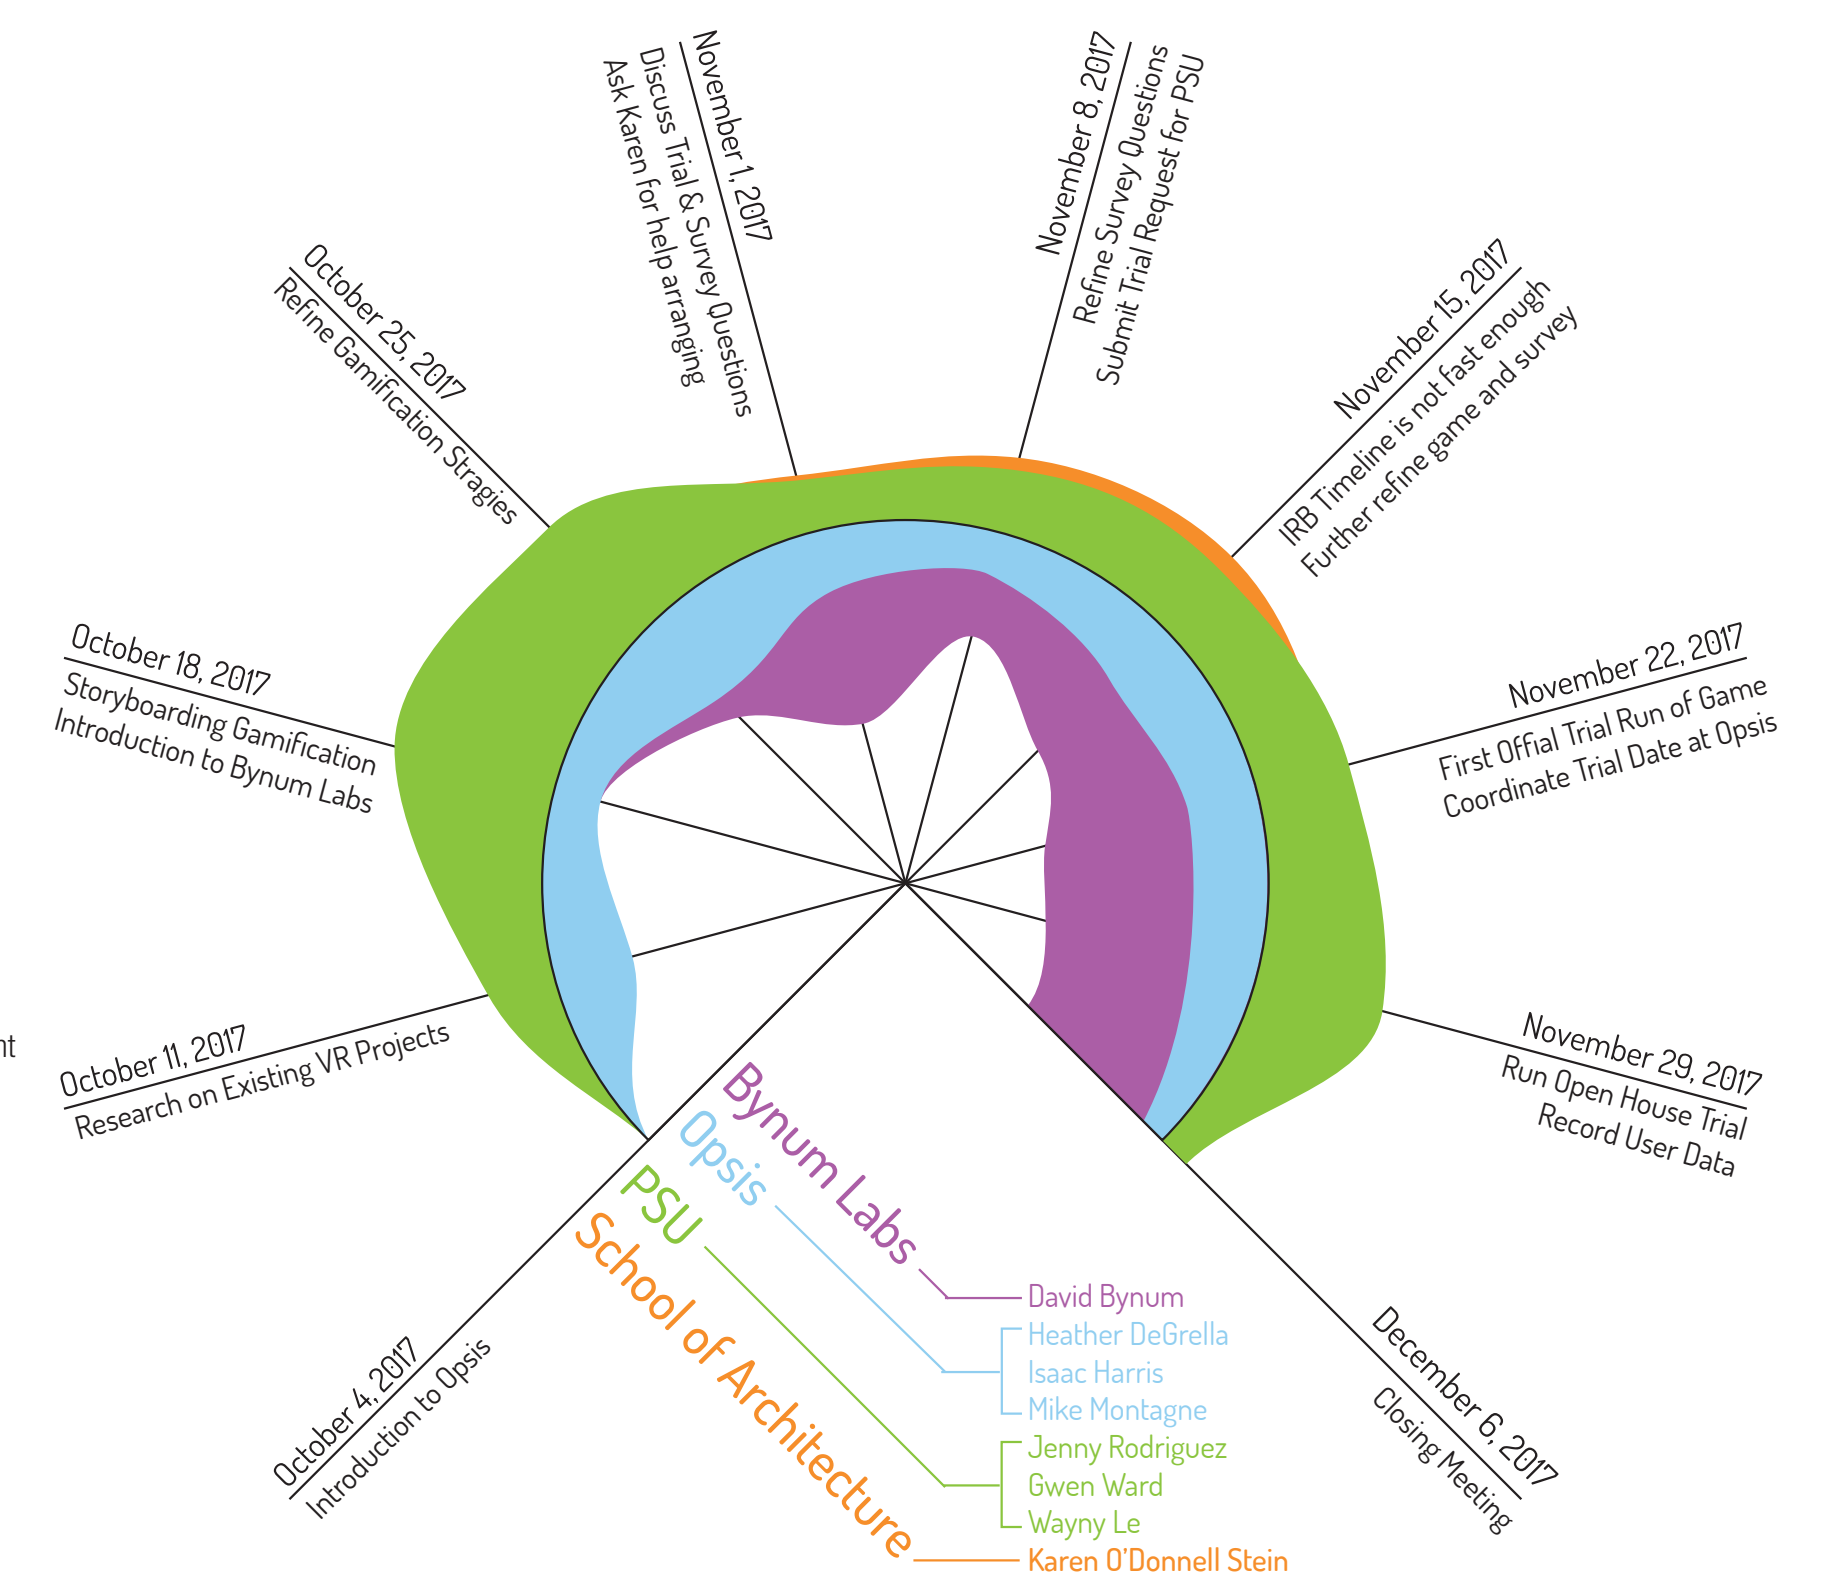 October 4, 2017
Introduction to Opsis
nt
October 11, 2017
Research on Existing VR Projects
October 18, 2017
Storyboarding Gamification
Introduction to Bynum Labs
October 25, 2017
Refine Gamification Stragies
November 1, 2017
Discuss Trial & Survey Questions
Ask Karen for help arranging
November 8, 2017
Refine Survey Questions
Submit Trial Request for PSU
November 15, 2017
IRB Timeline is not fast enough
Further refine game and survey
November 22, 2017
First Offial Trial Run of Game
Coordinate Trial Date at Opsis
November 29, 2017
Run Open House Trial
Record User Data
December 6, 2017
Closing Meeting
Bynum Labs
Opsis
PSU
School of Architecture
David Bynum
Heather DeGrella
Isaac Harris
Mike Montagne
Jenny Rodriguez
Gwen Ward
Wayny Le
Karen O'Donnell Stein